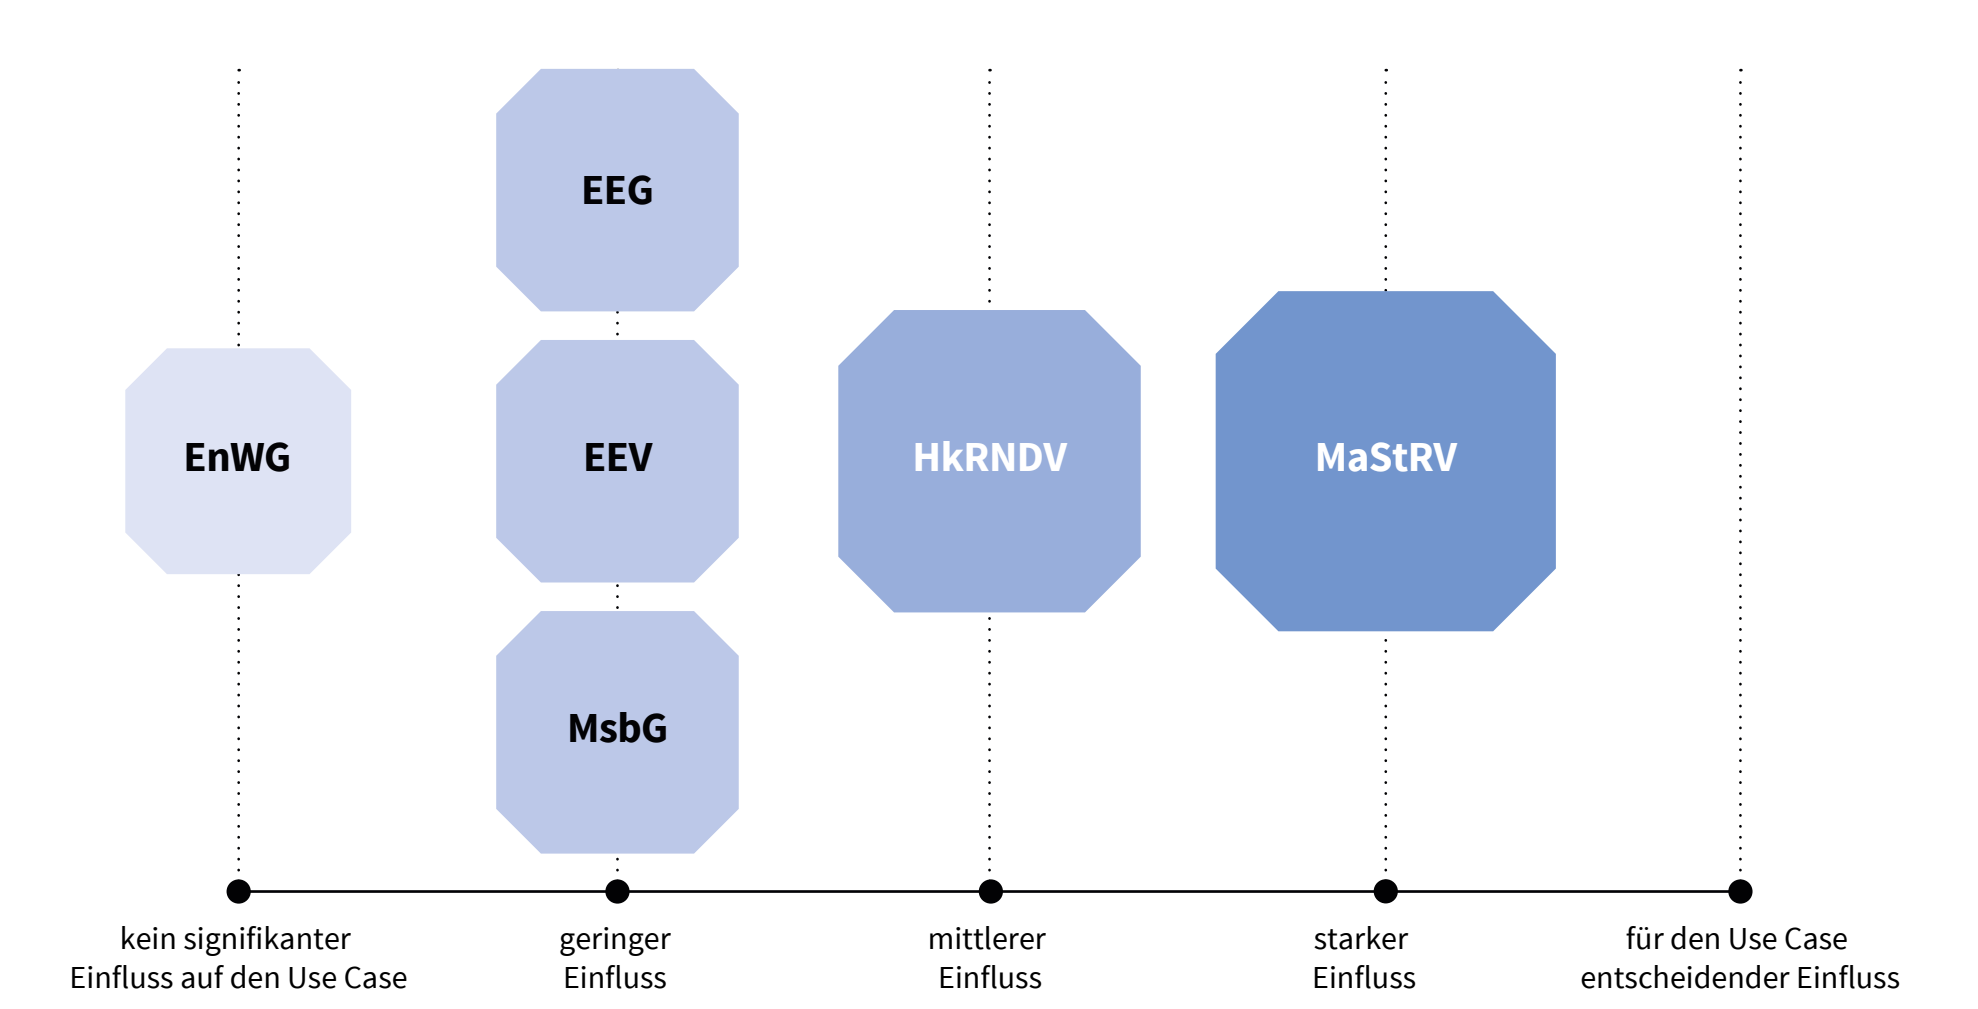 EEG
EnWG
EEV
HkRNDV
MaStRV
MsbG
kein signifikanter
Einfluss auf den Use Case
geringer
Einfluss
mittlerer
Einfluss
starker
Einfluss
für den Use Case
entscheidender Einfluss